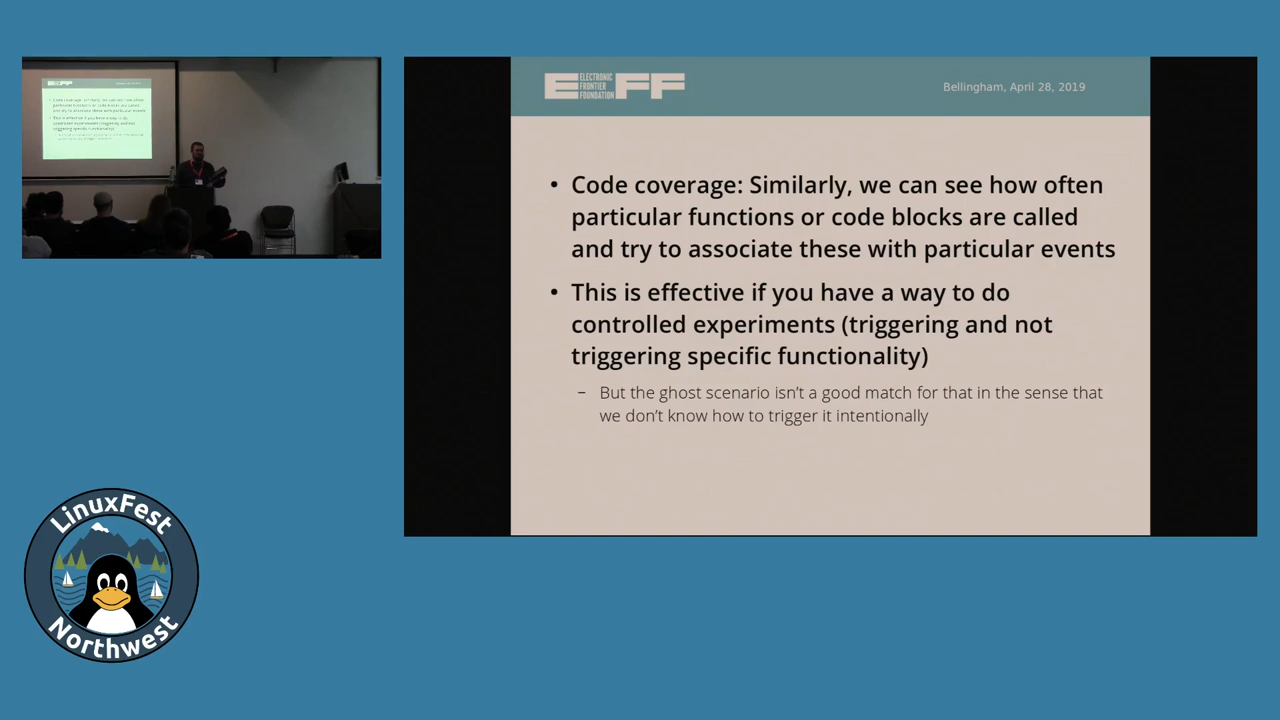 ELECTRONIC
FRONTIER
FOUNDATION
EFF
Bellingham, April 28, 2019
• Code coverage: Similarly, we can see how often
particular functions or code blocks are called
and try to associate these with particular events
• This is effective if you have a way to do
controlled experiments (triggering and not
triggering specific functionality)
– But the ghost scenario isn’t a good match for that in the sense that
we don’t know how to trigger it intentionally
LinuxFest
Northwest